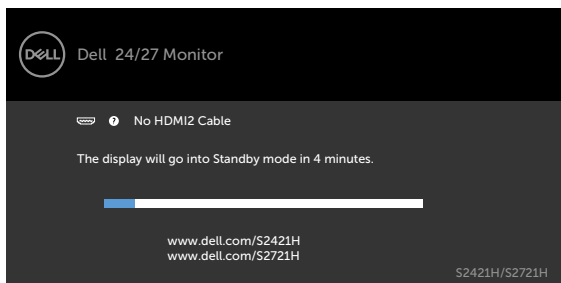 DELL
Dell 24/27 Monitor
? No HDMI2 Cable
The display will go into Standby mode in 4 minutes.
www.dell.com/S2421H
www.dell.com/S2721H
S2421H/S2721H